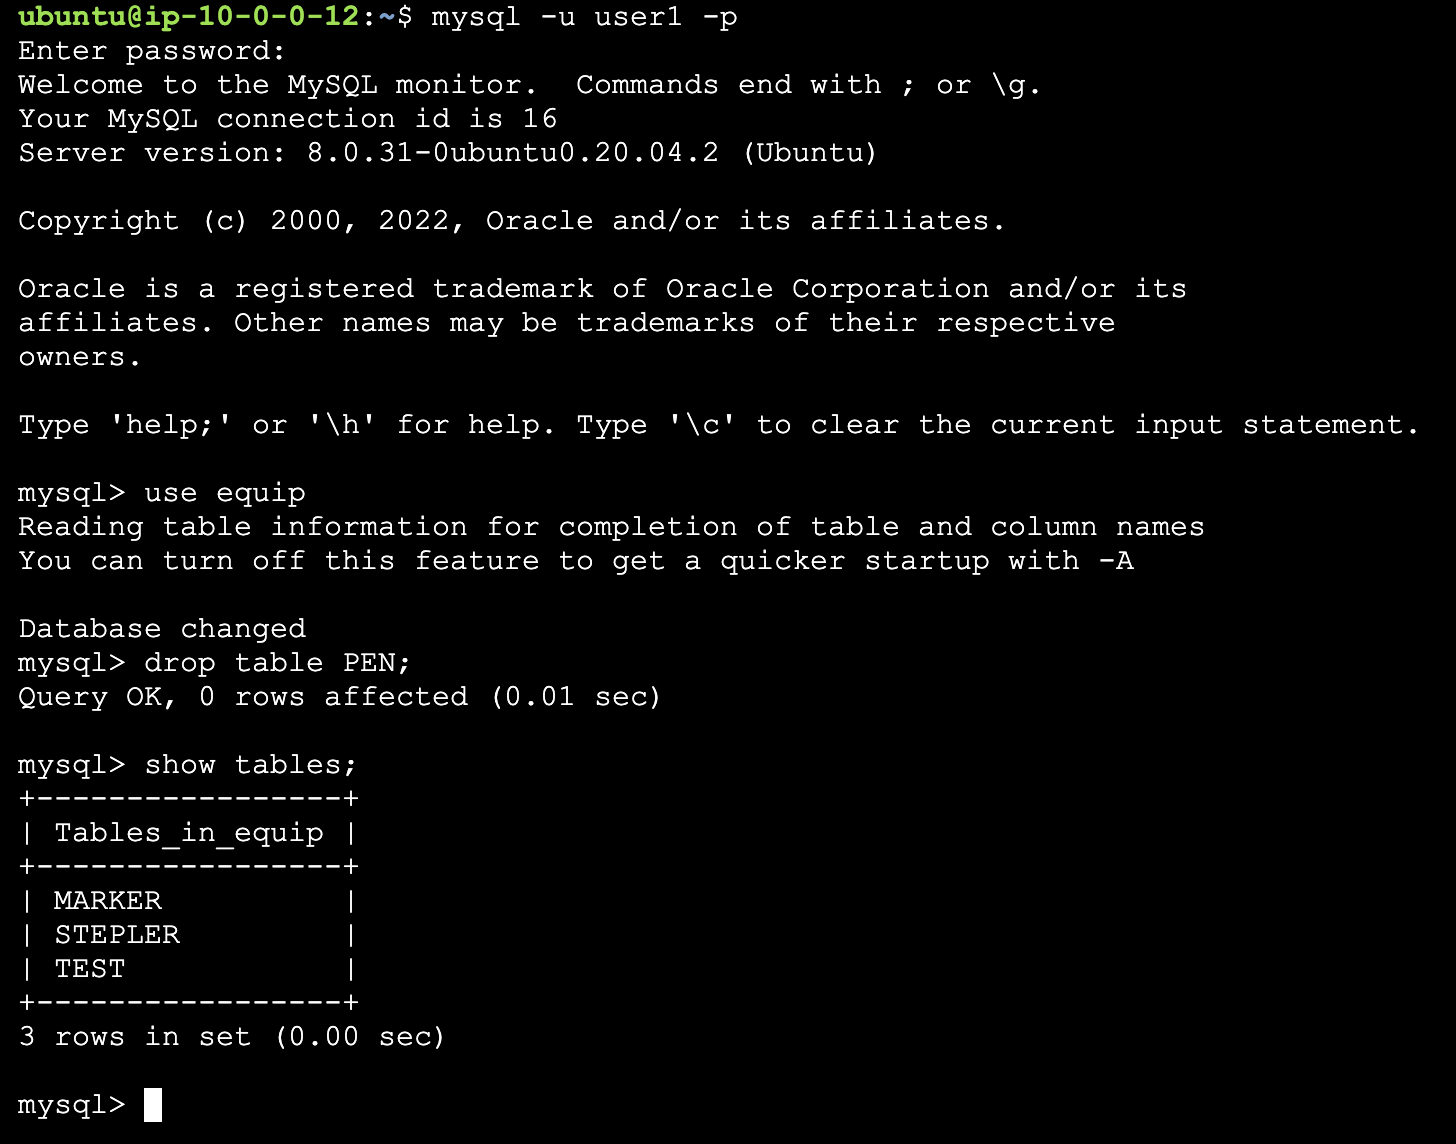 ubuntu@ip-10-0-0-12:~$ mysql -u user1 -p
Enter password:
Welcome to the MySQL monitor.  Commands end with ; or \g.
Your MySQL connection id is 16
Server version: 8.0.31-0ubuntu0.20.04.2 (Ubuntu)

Copyright (c) 2000, 2022, Oracle and/or its affiliates.

Oracle is a registered trademark of Oracle Corporation and/or its
affiliates. Other names may be trademarks of their respective
owners.

Type 'help;' or '\h' for help. Type '\c' to clear the current input statement.

mysql> use equip
Reading table information for completion of table and column names
You can turn off this feature to get a quicker startup with -A

Database changed
mysql> drop table PEN;
Query OK, 0 rows affected (0.01 sec)

mysql> show tables;
+-----------------+
| Tables_in_equip |
+-----------------+
| MARKER          |
| STEPLER         |
| TEST            |
+-----------------+
3 rows in set (0.00 sec)

mysql>